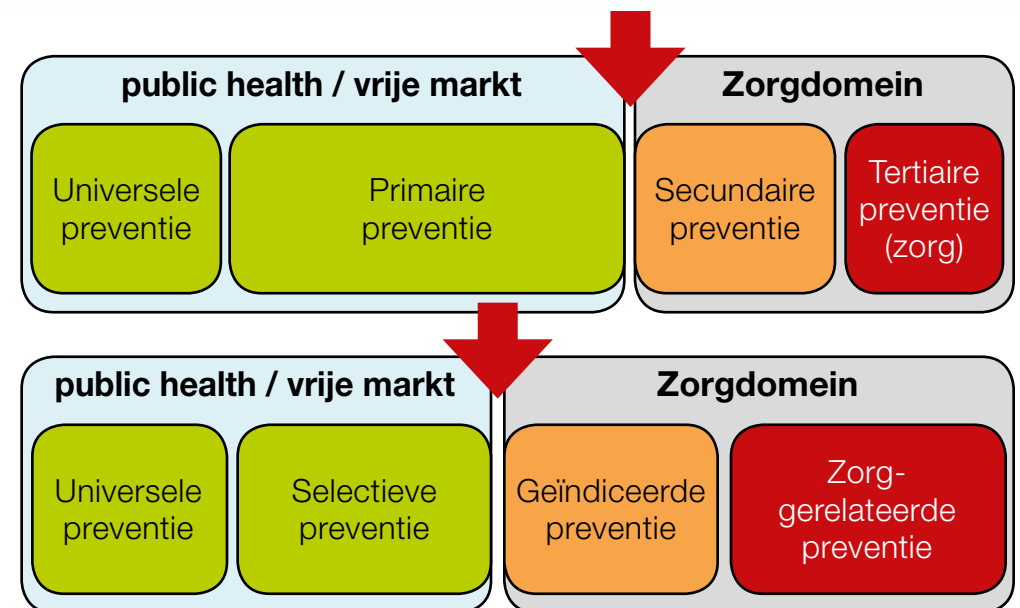 public health / vrije markt
Zorgdomein
Universele
preventie
Primaire
preventie
Secundaire
preventie
Tertiaire
preventie
(zorg)
public health / vrije markt
Zorgdomein
Universele
preventie
Selectieve
preventie
Geïndiceerde
preventie
Zorg-
gerelateerde
preventie